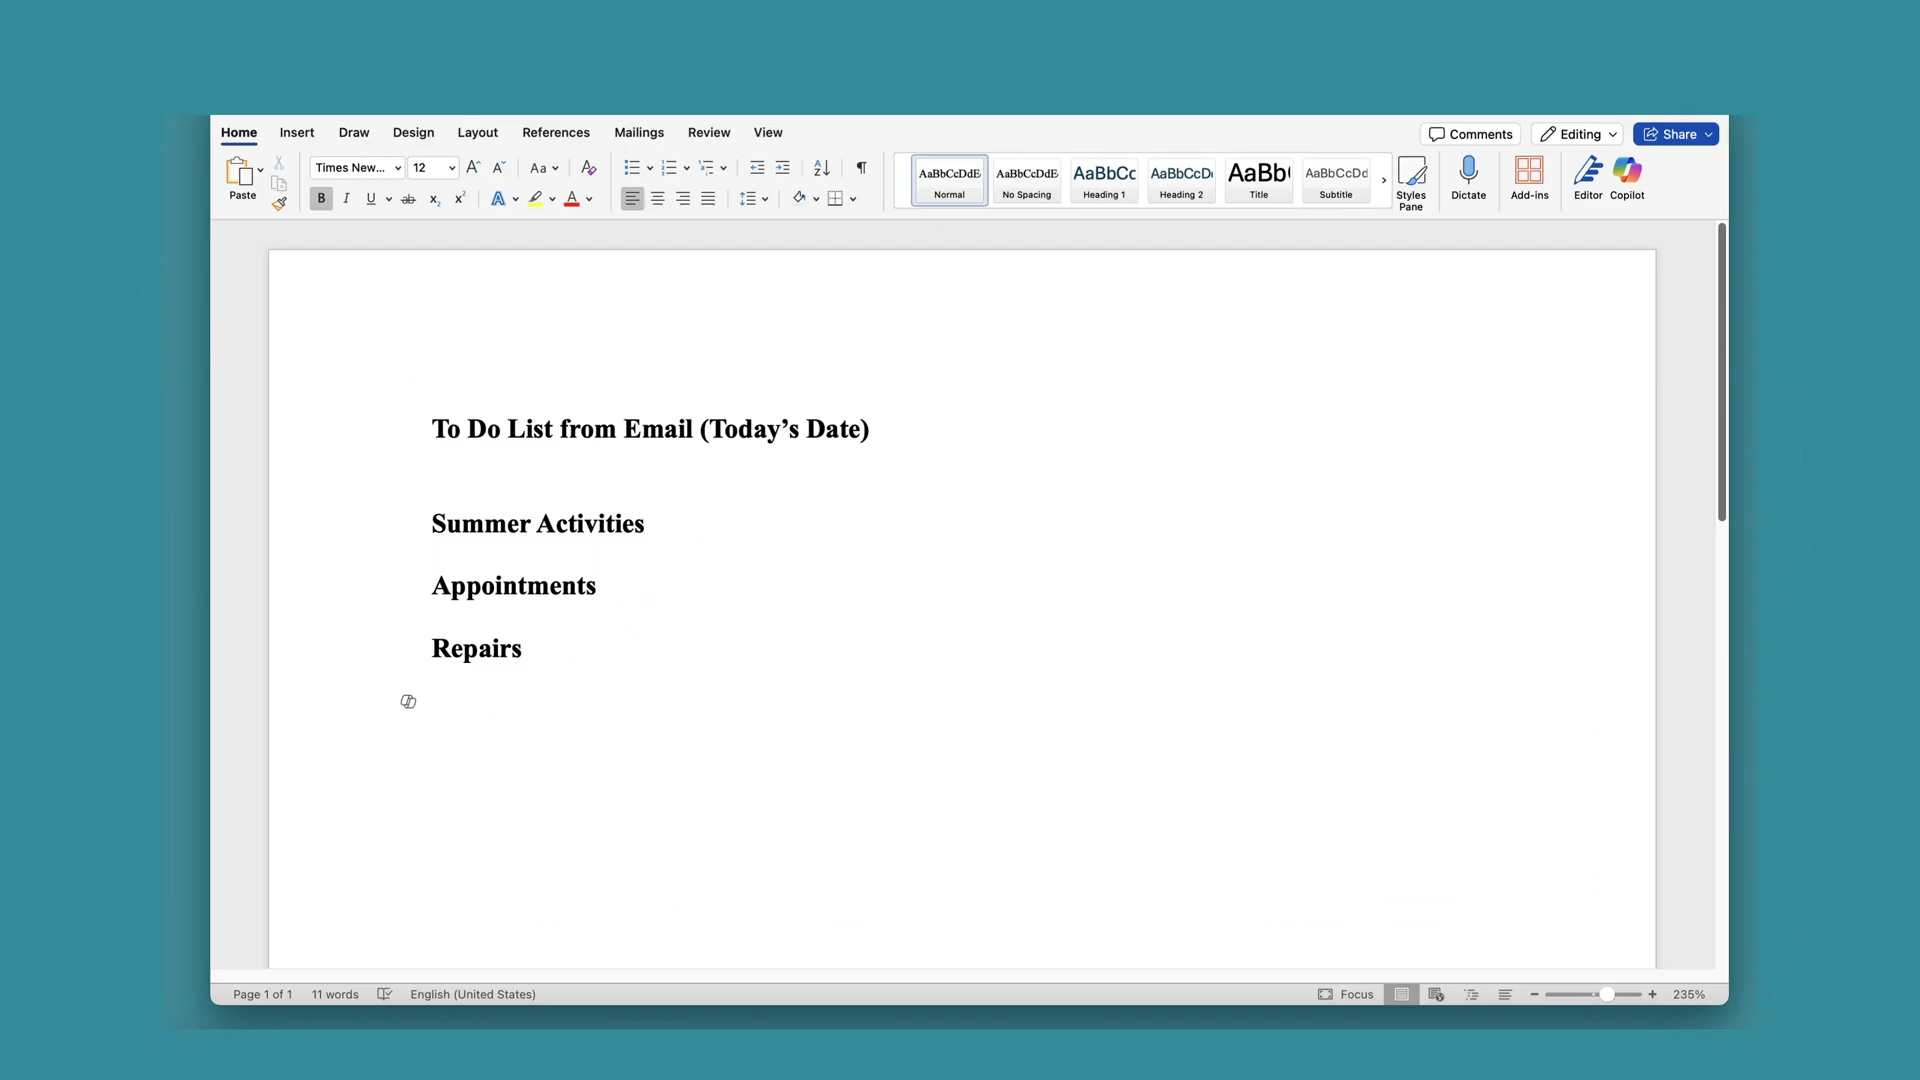 Home Insert Draw Design Layout References Mailings Review View Comments Editing Share
Paste Times New... 12 Aa
AaBbCcDdE AaBbCcDdE AaBbCc AaBbCcD AaBb( AaBbCcDd
Normal No Spacing Heading 1 Heading 2 Title Subtitle
Styles Pane Dictate Add-ins Editor Copilot
B I U ab x₂ x² A A
To Do List from Email (Today’s Date)
Summer Activities
Appointments
Repairs
Page 1 of 1 11 words English (United States) Focus 235%